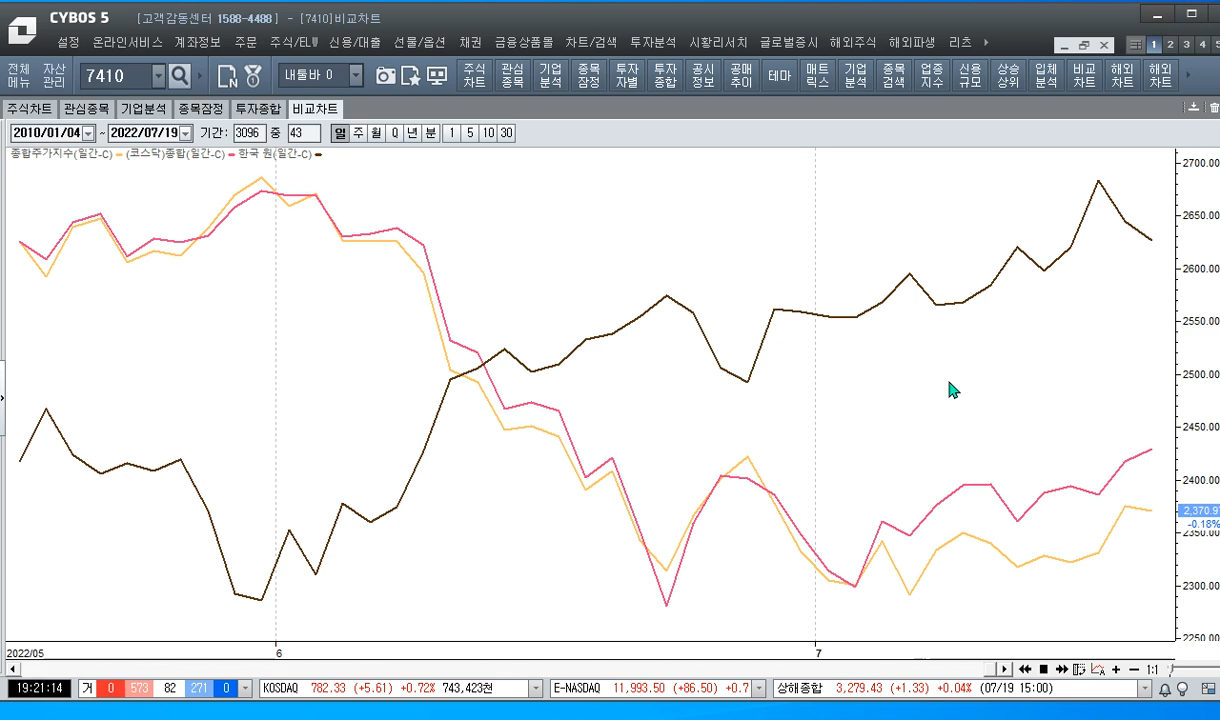 CYBOS 5 [고객감동센터 1588-4488] - [7410]비교차트
설정 온라인서비스 계좌정보 주문 주식/ELW 신용/대출 선물/옵션 채권 금융상품몰 차트/검색 투자분석 시황리서치 글로벌증시 해외주식 해외파생 리츠 1 2 3 4 5
전체메뉴 자산관리 7410 N 내툴바 0 주식차트 관심종목 기업분석 종목잠정 투자자별 투자종합 공시정보 공매추이 테마 매트릭스 기업분석 종목검색 업종지수 신용규모 상승상위 입체분석 비교차트 해외차트 해외차트
주식차트 관심종목 기업분석 종목잠정 투자종합 비교차트
2010/01/04 ~ 2022/07/19 기간: 3096 중 43 일 주 월 Q 년 분 1 5 10 30
종합주가지수(일간-C) (코스닥)종합(일간-C) 한국 원(일간-C)
2700.00
2650.00
2600.00
2550.00
2500.00
2450.00
2400.00
2,370.97
-0.18%
2350.00
2300.00
2250.00
2022/05 6 7
1:1
19:21:14 거 0 573 82 271 0 KOSDAQ 782.33 (+5.61) +0.72% 743,423천 E-NASDAQ 11,993.50 (+86.50) +0.7 상해종합 3,279.43 (+1.33) +0.04% (07/19 15:00)